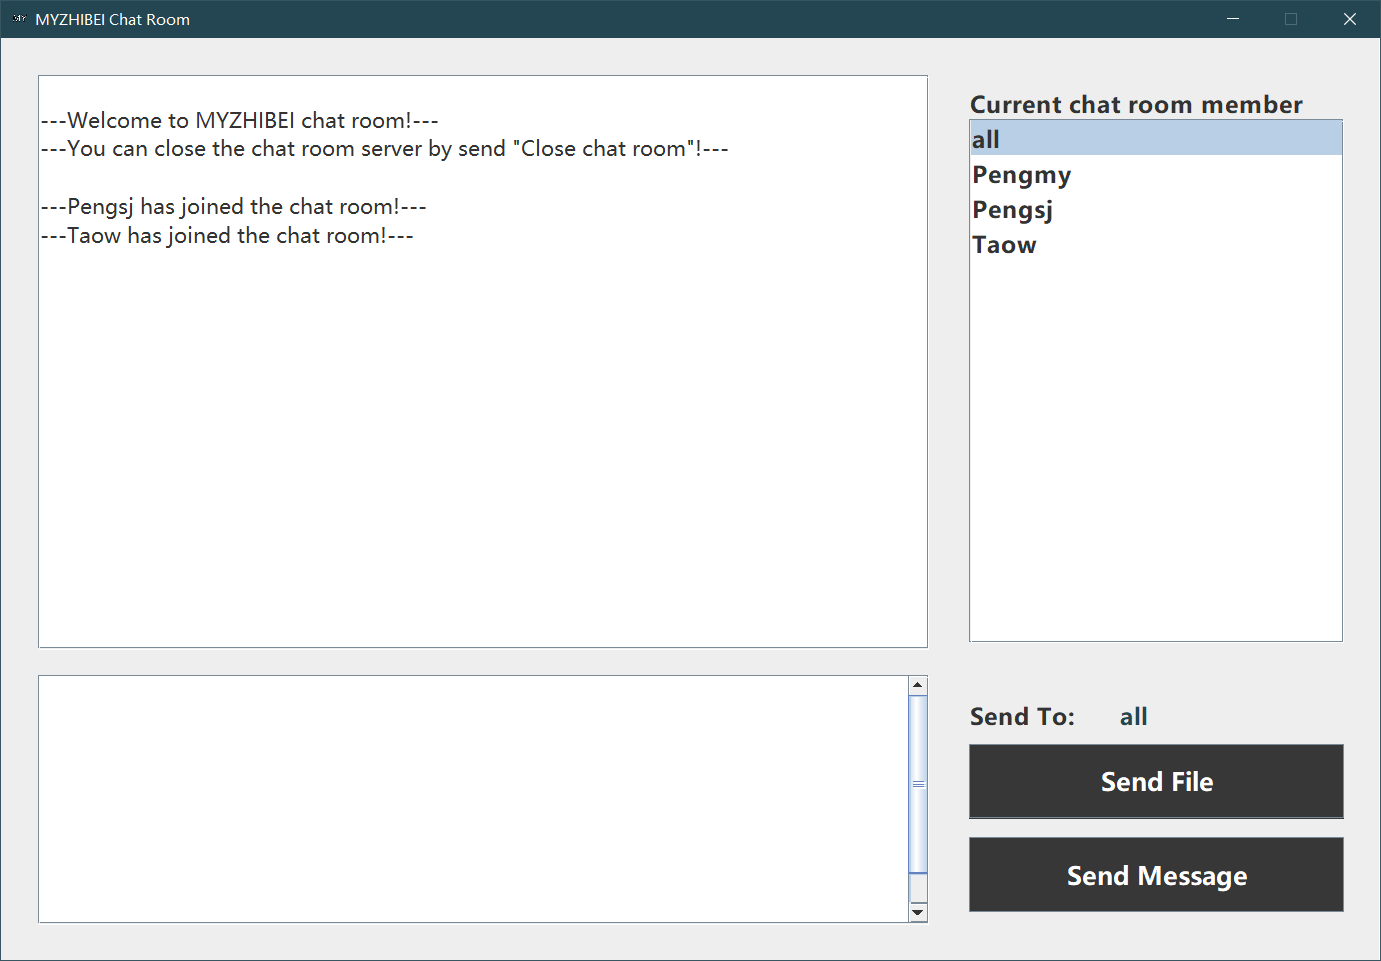 MYZHIBEI Chat Room
---Welcome to MYZHIBEI chat room!---
---You can close the chat room server by send "Close chat room"!---
---Pengsj has joined the chat room!---
---Taow has joined the chat room!---
Current chat room member
all
Pengmy
Pengsj
Taow
Send To: all
Send File
Send Message